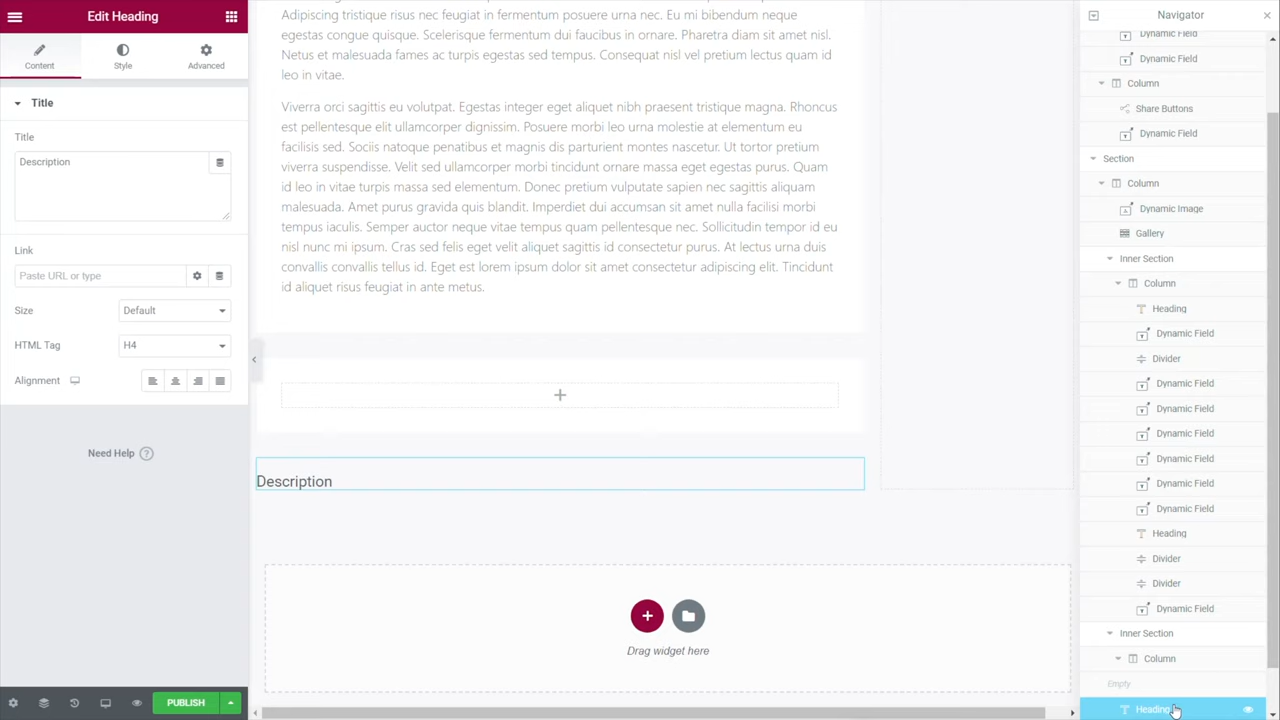 Edit Heading
Content
Style
Advanced
Title
Title
Description
Link
Paste URL or type
Size
Default
HTML Tag
H4
Alignment
Need Help
PUBLISH
Adipiscing tristique risus nec feugiat in fermentum posuere urna. Eu mi bibendum neque
egestas congue quisque. Scelerisque fermentum dui faucibus in ornare. Pharetra diam sit amet nisl.
Netus et malesuada fames ac turpis egestas sed tempus. Consequat nisl vel pretium lectus quam id
leo in vitae.
Viverra orci sagittis eu volutpat. Egestas integer eget aliquet nibh praesent tristique magna. Rhoncus
est pellentesque elit ullamcorper dignissim. Posuere morbi leo urna molestie at elementum eu
facilisis sed. Sociis natoque penatibus et magnis dis parturient montes nascetur. Ut tortor pretium
viverra suspendisse. Velit sed ullamcorper morbi tincidunt ornare massa eget egestas purus. Quam
id leo in vitae turpis massa sed elementum. Donec pretium vulputate sapien nec sagittis aliquam
malesuada. Amet purus gravida quis blandit. Imperdiet dui accumsan sit amet nulla facilisi morbi
tempus iaculis. Semper auctor neque vitae tempus quam pellentesque nec. Sollicitudin tempor id eu
nisl nunc mi ipsum. Cras sed felis eget velit aliquet sagittis id consectetur purus. At lectus urna duis
convallis convallis tellus id. Eget est lorem ipsum dolor sit amet consectetur adipiscing elit. Tincidunt
id aliquet risus feugiat in ante metus.
Description
Drag widget here
Navigator
Dynamic Field
Dynamic Field
Column
Share Buttons
Dynamic Field
Section
Column
Dynamic Image
Gallery
Inner Section
Column
Heading
Dynamic Field
Divider
Dynamic Field
Dynamic Field
Dynamic Field
Dynamic Field
Dynamic Field
Dynamic Field
Heading
Divider
Divider
Dynamic Field
Inner Section
Column
Empty
Heading